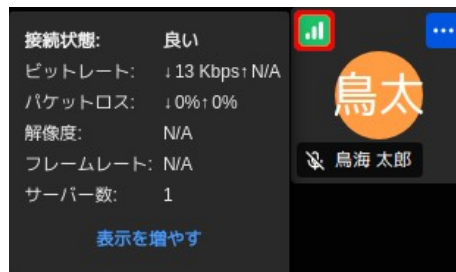 接続状態: 良い
ビットレート: ↓13 Kbps↑N/A
パケットロス: ↓0%↑0%
解像度: N/A
フレームレート: N/A
サーバー数: 1
表示を増やす
鳥太
鳥海 太郎